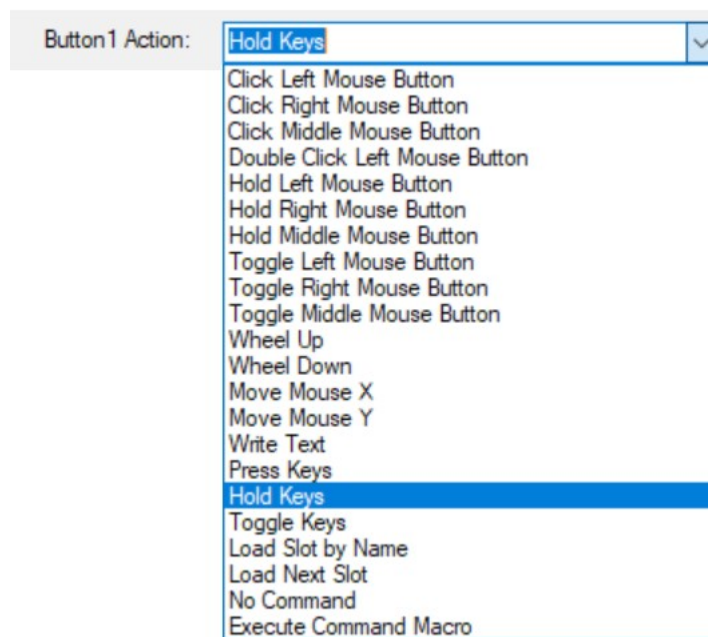 Button1 Action: Hold Keys
Click Left Mouse Button
Click Right Mouse Button
Click Middle Mouse Button
Double Click Left Mouse Button
Hold Left Mouse Button
Hold Right Mouse Button
Hold Middle Mouse Button
Toggle Left Mouse Button
Toggle Right Mouse Button
Toggle Middle Mouse Button
Wheel Up
Wheel Down
Move Mouse X
Move Mouse Y
Write Text
Press Keys
Hold Keys
Toggle Keys
Load Slot by Name
Load Next Slot
No Command
Execute Command Macro